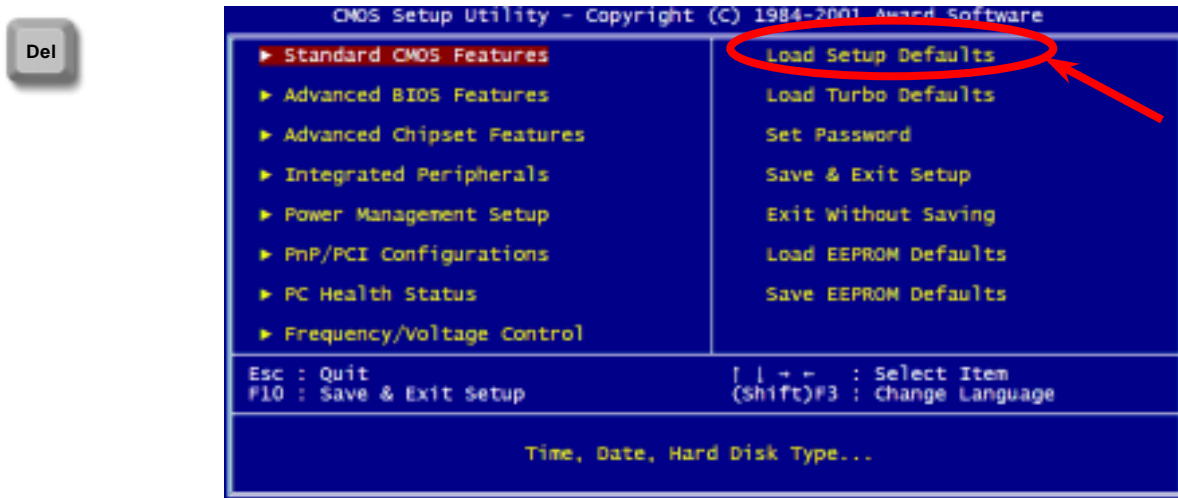 Del
CMOS Setup Utility - Copyright (C) 1984-2001 Award Software
► Standard CMOS Features
► Advanced BIOS Features
► Advanced Chipset Features
► Integrated Peripherals
► Power Management Setup
► PnP/PCI Configurations
► PC Health Status
► Frequency/Voltage Control
Load Setup Defaults
Load Turbo Defaults
Set Password
Save & Exit Setup
Exit Without Saving
Load EEPROM Defaults
Save EEPROM Defaults
Esc : Quit
F10 : Save & Exit Setup
↑ ↓ → ← : Select Item
(Shift)F3 : Change Language
Time, Date, Hard Disk Type...